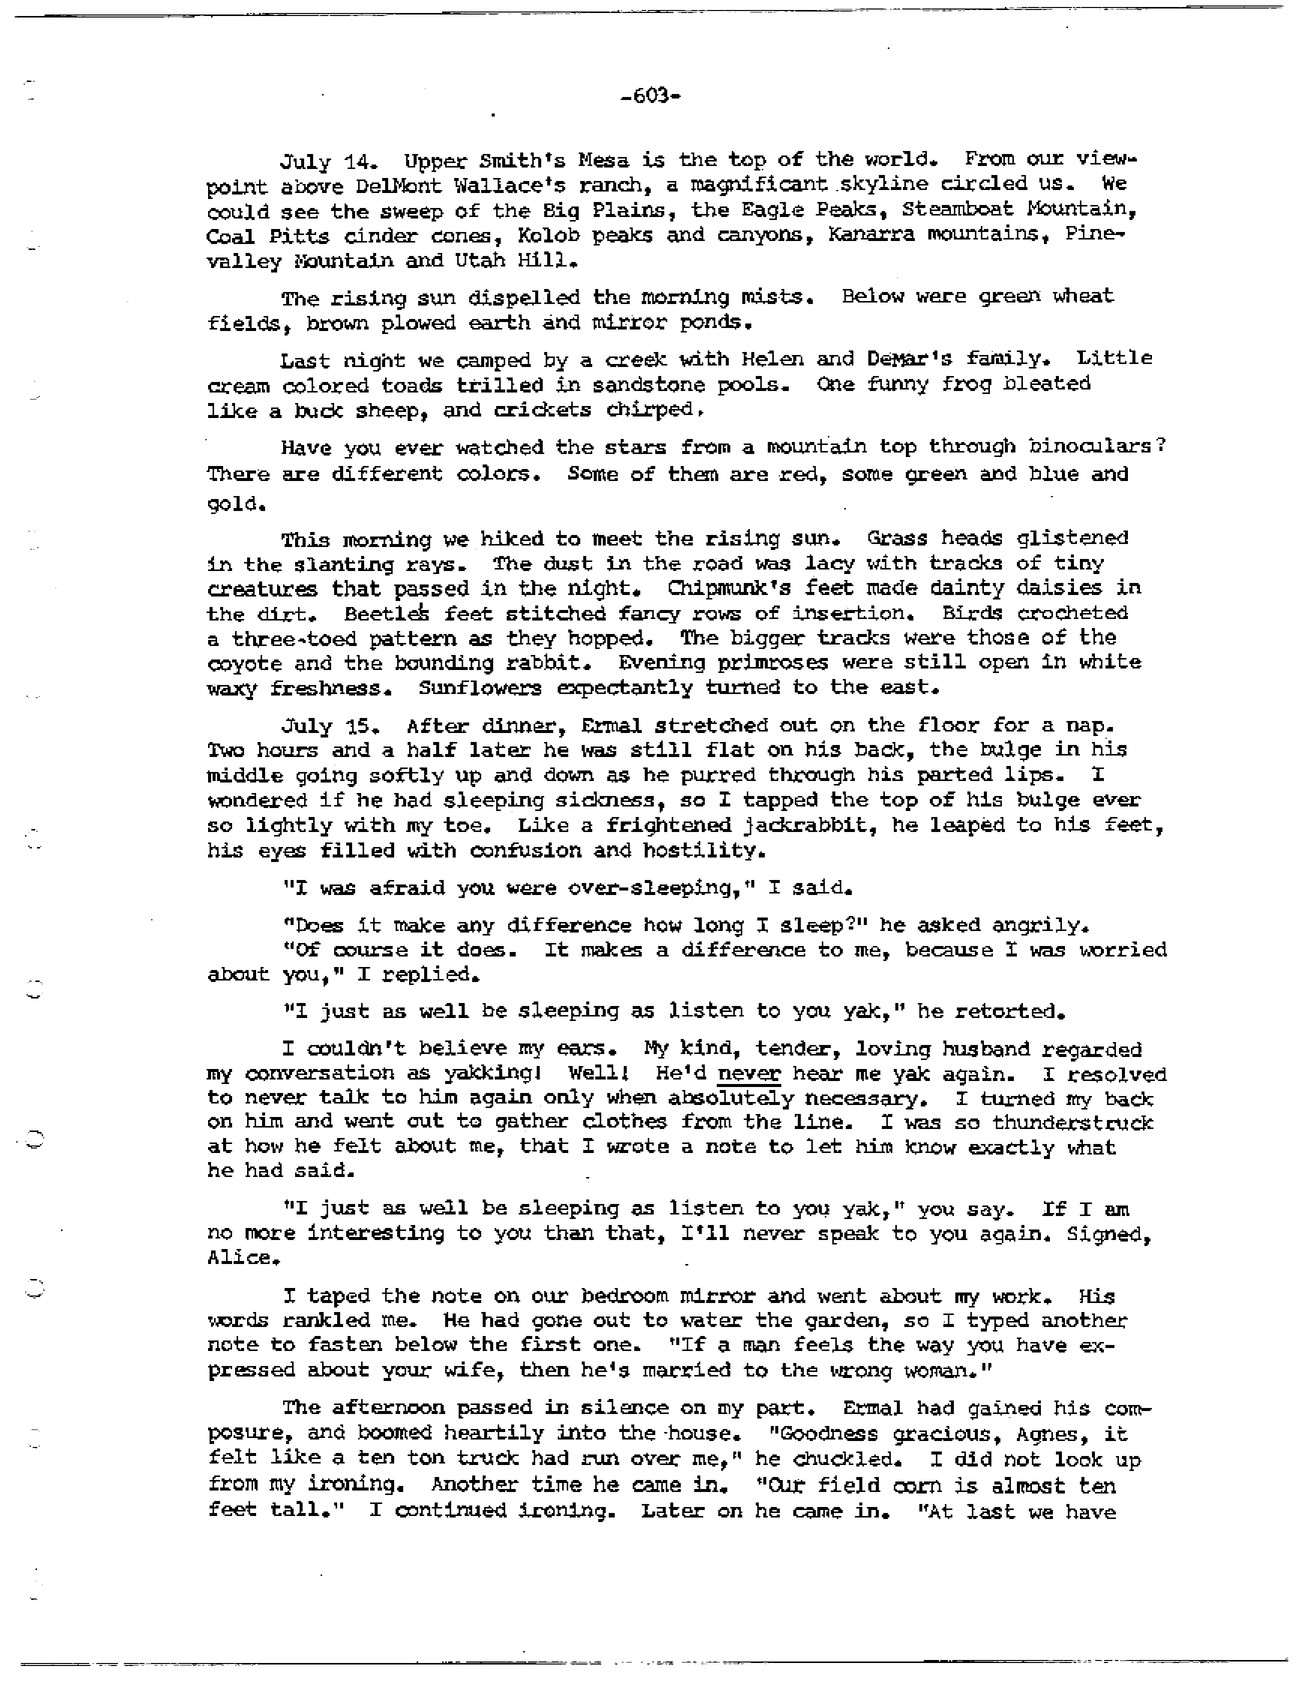 -603-
July 14. Upper Smith's Mesa is the top of the world. From our view-
point above DelMont Wallace's ranch, a magnificant skyline circled us. We
could see the sweep of the Big Plains, the Eagle Peaks, Steamboat Mountain,
Coal Pitts cinder cones, Kolob peaks and canyons, Kanarra mountains, Pine-
valley Mountain and Utah Hill.
The rising sun dispelled the morning mists. Below were green wheat
fields, brown plowed earth and mirror ponds.
Last night we camped by a creek with Helen and DeMar's family. Little
cream colored toads trilled in sandstone pools. One funny frog bleated
like a buck sheep, and crickets chirped.
Have you ever watched the stars from a mountain top through binoculars?
There are different colors. Some of them are red, some green and blue and
gold.
This morning we hiked to meet the rising sun. Grass heads glistened
in the slanting rays. The dust in the road was lacy with tracks of tiny
creatures that passed in the night. Chipmunk's feet made dainty daisies in
the dirt. Beetles feet stitched fancy rows of insertion. Birds crocheted
a three-toed pattern as they hopped. The bigger tracks were those of the
coyote and the bounding rabbit. Evening primroses were still open in white
waxy freshness. Sunflowers expectantly turned to the east.
July 15. After dinner, Ermal stretched out on the floor for a nap.
Two hours and a half later he was still flat on his back, the bulge in his
middle going softly up and down as he purred through his parted lips. I
wondered if he had sleeping sickness, so I tapped the top of his bulge ever
so lightly with my toe. Like a frightened jackrabbit, he leaped to his feet,
his eyes filled with confusion and hostility.
"I was afraid you were over-sleeping," I said.
"Does it make any difference how long I sleep?" he asked angrily.
"Of course it does. It makes a difference to me, because I was worried
about you," I replied.
"I just as well be sleeping as listen to you yak," he retorted.
I couldn't believe my ears. My kind, tender, loving husband regarded
my conversation as yakking! Well! He'd never hear me yak again. I resolved
to never talk to him again only when absolutely necessary. I turned my back
on him and went out to gather clothes from the line. I was so thunderstruck
at how he felt about me, that I wrote a note to let him know exactly what
he had said.
"I just as well be sleeping as listen to you yak," you say. If I am
no more interesting to you than that, I'll never speak to you again. Signed,
Alice.
I taped the note on our bedroom mirror and went about my work. His
words rankled me. He had gone out to water the garden, so I typed another
note to fasten below the first one. "If a man feels the way you have ex-
pressed about your wife, then he's married to the wrong woman."
The afternoon passed in silence on my part. Ermal had gained his com-
posure, and boomed heartily into the house. "Goodness gracious, Agnes, it
felt like a ten ton truck had run over me," he chuckled. I did not look up
from my ironing. Another time he came in. "Our field corn is almost ten
feet tall." I continued ironing. Later on he came in. "At last we have